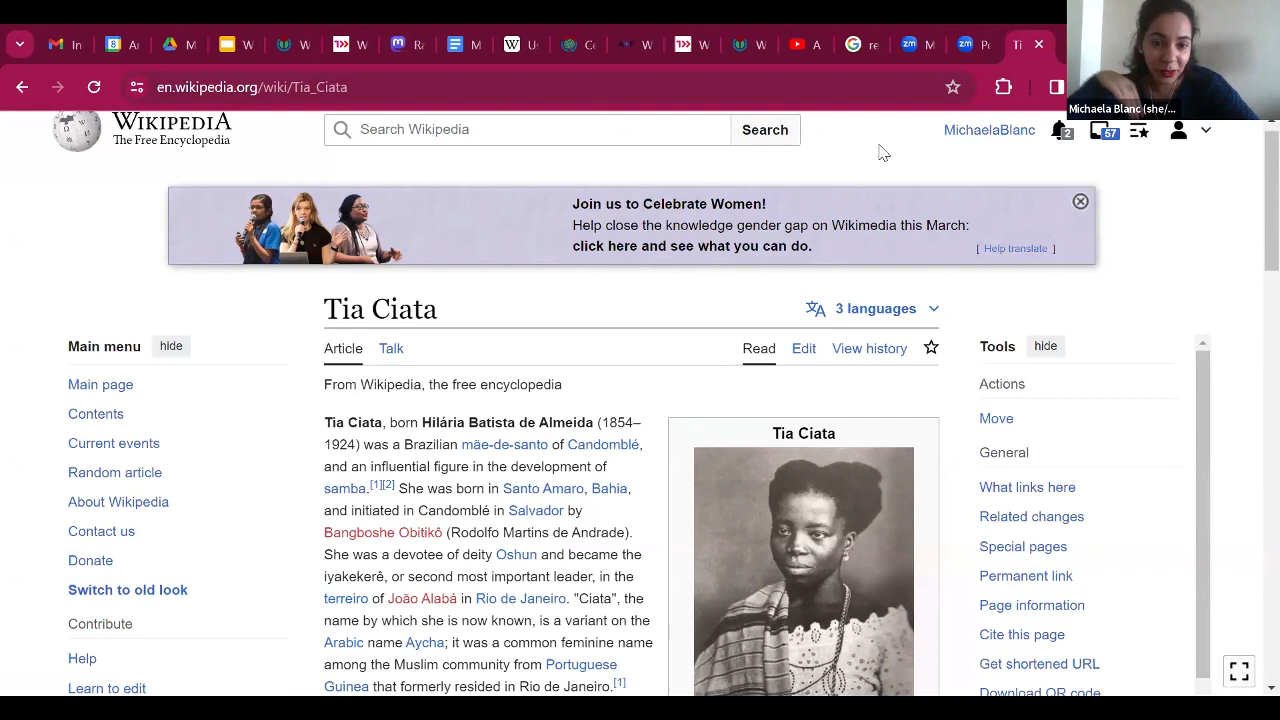 In
Ar
M
W
W
W
Ra
M
Us
Ce
W
W
W
A
re
M
Po
Ti
en.wikipedia.org/wiki/Tia_Ciata
Michaela Blanc (she/...
WIKIPEDIA
The Free Encyclopedia
Search Wikipedia
Search
MichaelaBlanc
2
57
Join us to Celebrate Women!
Help close the knowledge gender gap on Wikimedia this March:
click here and see what you can do.
[ Help translate ]
Tia Ciata
3 languages
Main menu hide
Main page
Contents
Current events
Random article
About Wikipedia
Contact us
Donate
Switch to old look
Contribute
Help
Learn to edit
Article Talk
Read Edit View history
From Wikipedia, the free encyclopedia
Tia Ciata, born Hilária Batista de Almeida (1854–
1924) was a Brazilian mãe-de-santo of Candomblé,
and an influential figure in the development of
samba.[1][2] She was born in Santo Amaro, Bahia,
and initiated in Candomblé in Salvador by
Bangboshe Obitikô (Rodolfo Martins de Andrade).
She was a devotee of deity Oshun and became the
iyakekerê, or second most important leader, in the
terreiro of João Alabá in Rio de Janeiro. "Ciata", the
name by which she is now known, is a variant on the
Arabic name Aycha; it was a common feminine name
among the Muslim community from Portuguese
Guinea that formerly resided in Rio de Janeiro.[1]
Tia Ciata
Tools hide
Actions
Move
General
What links here
Related changes
Special pages
Permanent link
Page information
Cite this page
Get shortened URL
Download QR code